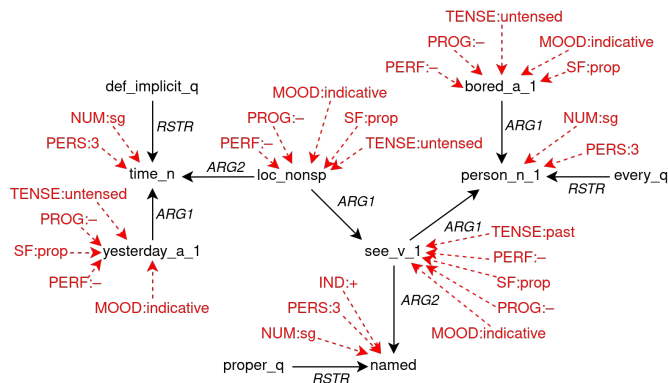 TENSE:untensed
PROG:–
MOOD:indicative
PERF:–
SF:prop
def_implicit_q
bored_a_1
MOOD:indicative
NUM:sg
RSTR
PROG:–
SF:prop
ARG1
NUM:sg
PERS:3
PERF:–
TENSE:untensed
PERS:3
time_n
ARG2
loc_nonsp
person_n_1
RSTR
every_q
TENSE:untensed
ARG1
ARG1
PROG:–
ARG1
TENSE:past
SF:prop
yesterday_a_1
see_v_1
PERF:–
PERF:–
IND:+
SF:prop
MOOD:indicative
PERS:3
ARG2
PROG:–
NUM:sg
MOOD:indicative
proper_q
RSTR
named